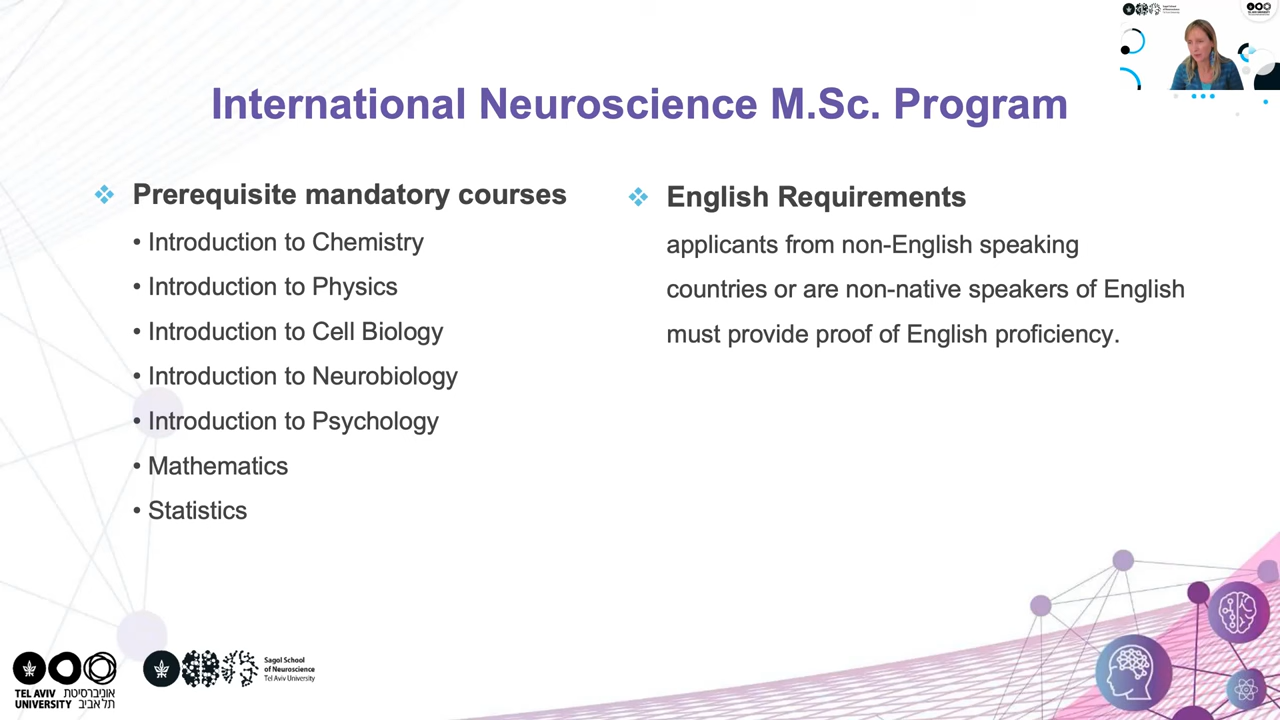 International Neuroscience M.Sc. Program
❖ Prerequisite mandatory courses
• Introduction to Chemistry
• Introduction to Physics
• Introduction to Cell Biology
• Introduction to Neurobiology
• Introduction to Psychology
• Mathematics
• Statistics
❖ English Requirements
applicants from non-English speaking
countries or are non-native speakers of English
must provide proof of English proficiency.
TEL AVIV אוניברסיטת
UNIVERSITY תל אביב
Sagol School
of Neuroscience
Tel Aviv University